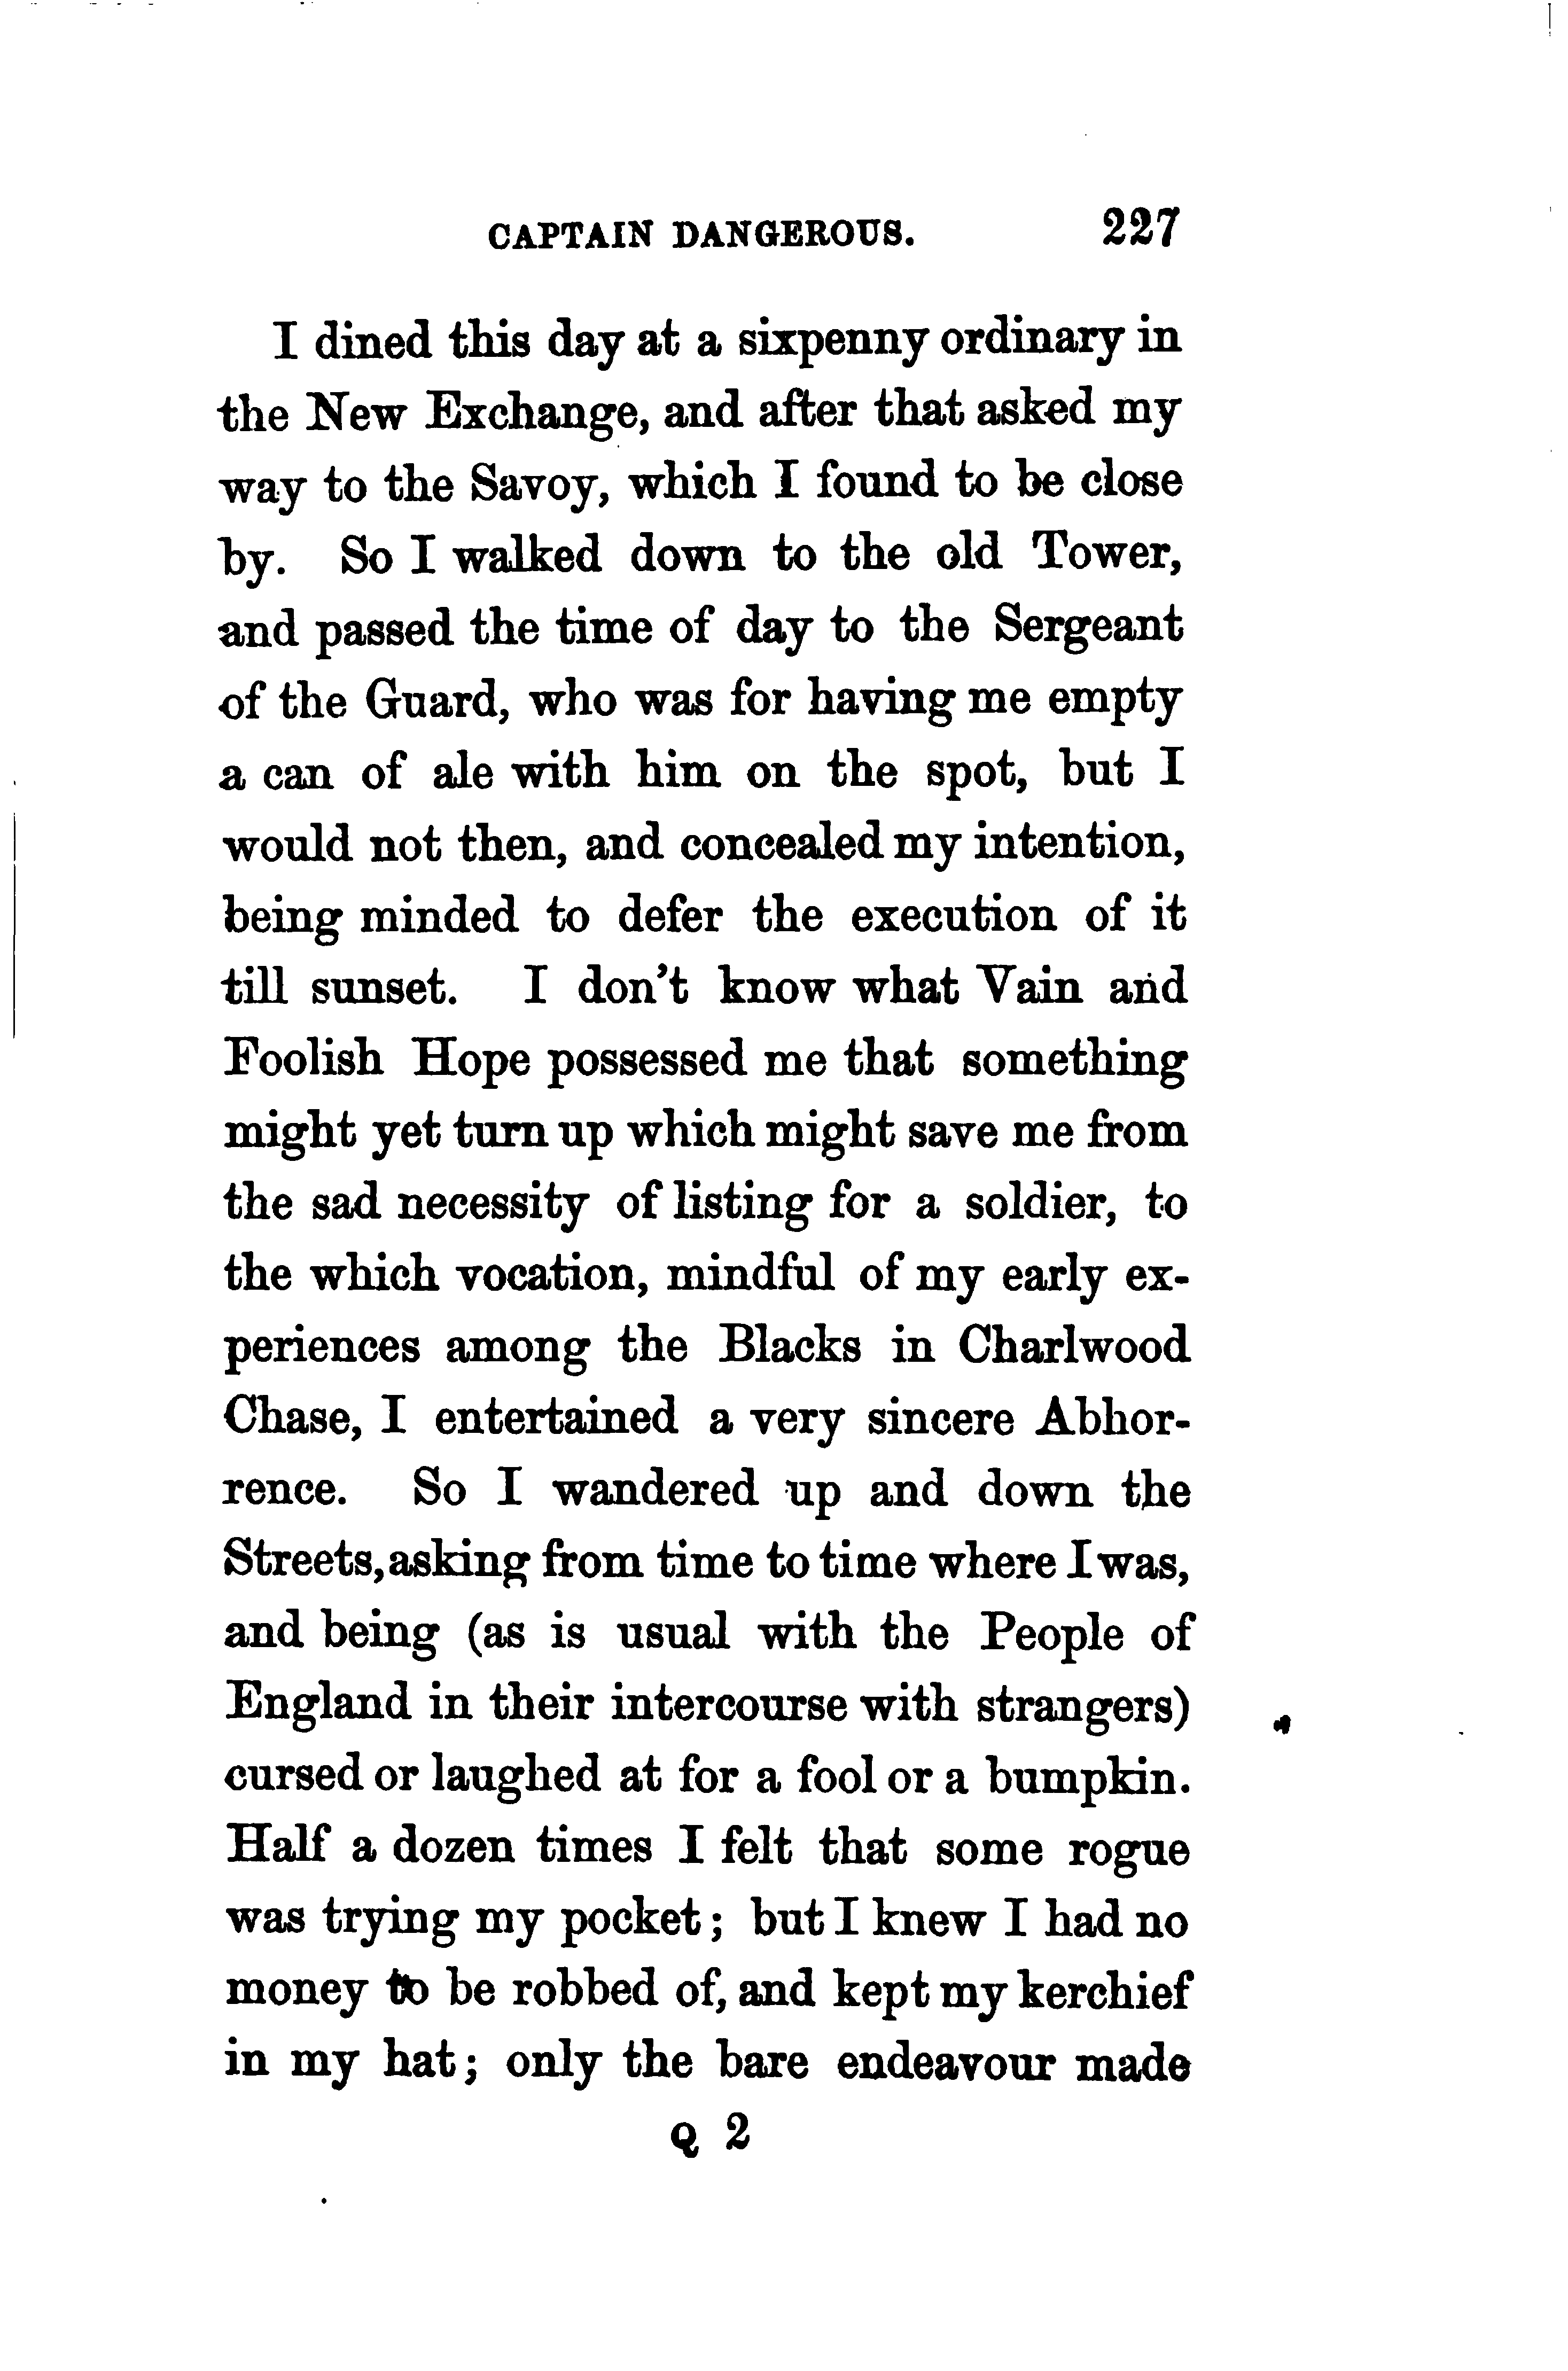 CAPTAIN DANGEROUS. 227
I dined this day at a sixpenny ordinary in
the New Exchange, and after that asked my
way to the Savoy, which I found to be close
by. So I walked down to the old Tower,
and passed the time of day to the Sergeant
of the Guard, who was for having me empty
a can of ale with him on the spot, but I
would not then, and concealed my intention,
being minded to defer the execution of it
till sunset. I don't know what Vain and
Foolish Hope possessed me that something
might yet turn up which might save me from
the sad necessity of listing for a soldier, to
the which vocation, mindful of my early ex-
periences among the Blacks in Charlwood
Chase, I entertained a very sincere Abhor-
rence. So I wandered up and down the
Streets, asking from time to time where I was,
and being (as is usual with the People of
England in their intercourse with strangers)
cursed or laughed at for a fool or a bumpkin.
Half a dozen times I felt that some rogue
was trying my pocket; but I knew I had no
money to be robbed of, and kept my kerchief
in my hat; only the bare endeavour made
Q 2